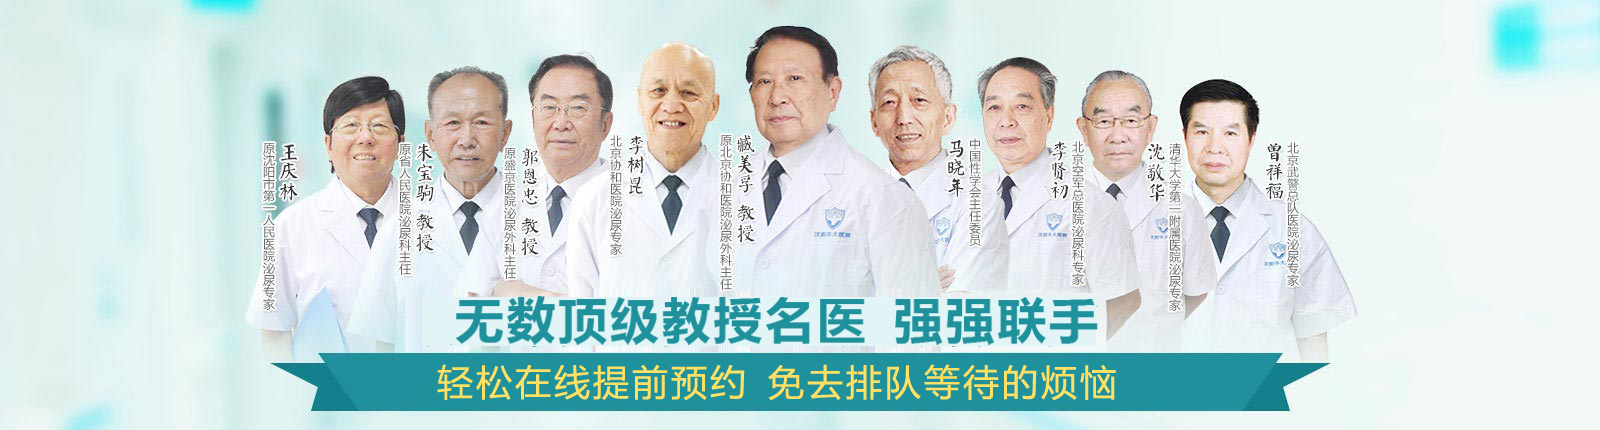 王庆林
原沈阳市第一人民医院泌尿专家
朱宝驹 教授
原省人民医院泌尿科主任
郭恩忠 教授
原盛京医院泌尿外科主任
李树昆
北京协和医院泌尿专家
臧美孚 教授
原北京协和医院泌尿外科主任
马晓年
中国性学会主任委员
李贤初
北京空军总医院泌尿科专家
沈敬华
清华大学第一附属医院泌尿专家
曾祥福
北京武警总队医院泌尿专家
无数顶级教授名医 强强联手
轻松在线提前预约 免去排队等待的烦恼